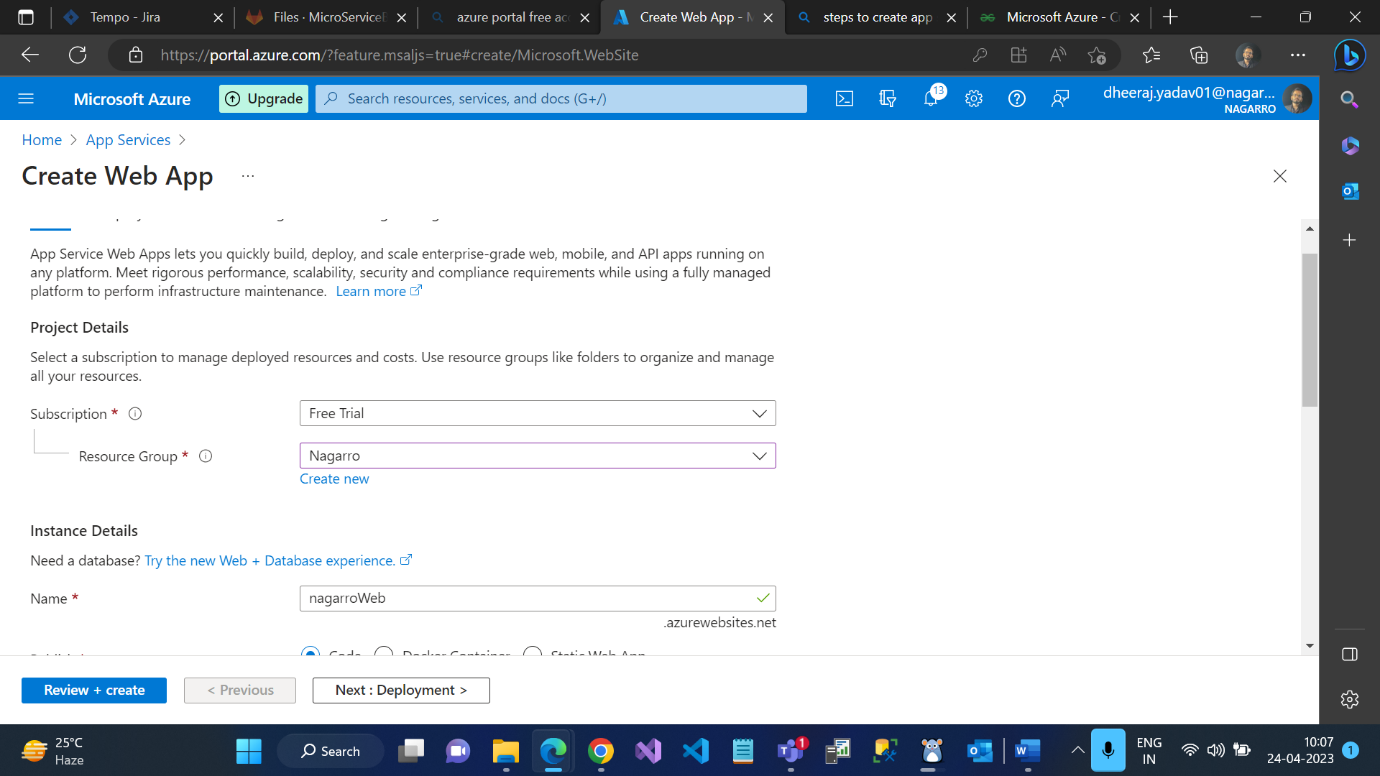 Tempo - Jira
Files · MicroServiceE
azure portal free ac
Create Web App - M
steps to create app
Microsoft Azure - C
https://portal.azure.com/?feature.msaljs=true#create/Microsoft.WebSite
Microsoft Azure
Upgrade
Search resources, services, and docs (G+/)
13
dheeraj.yadav01@nagar...
NAGARRO
Home > App Services >
Create Web App ...
App Service Web Apps lets you quickly build, deploy, and scale enterprise-grade web, mobile, and API apps running on
any platform. Meet rigorous performance, scalability, security and compliance requirements while using a fully managed
platform to perform infrastructure maintenance. Learn more
Project Details
Select a subscription to manage deployed resources and costs. Use resource groups like folders to organize and manage
all your resources.
Subscription *
Free Trial
Resource Group *
Nagarro
Create new
Instance Details
Need a database? Try the new Web + Database experience.
Name *
nagarroWeb
.azurewebsites.net
Code Docker Container Static Web App
Review + create
< Previous
Next : Deployment >
25°C
Haze
Search
1
ENG
IN
10:07
24-04-2023
1